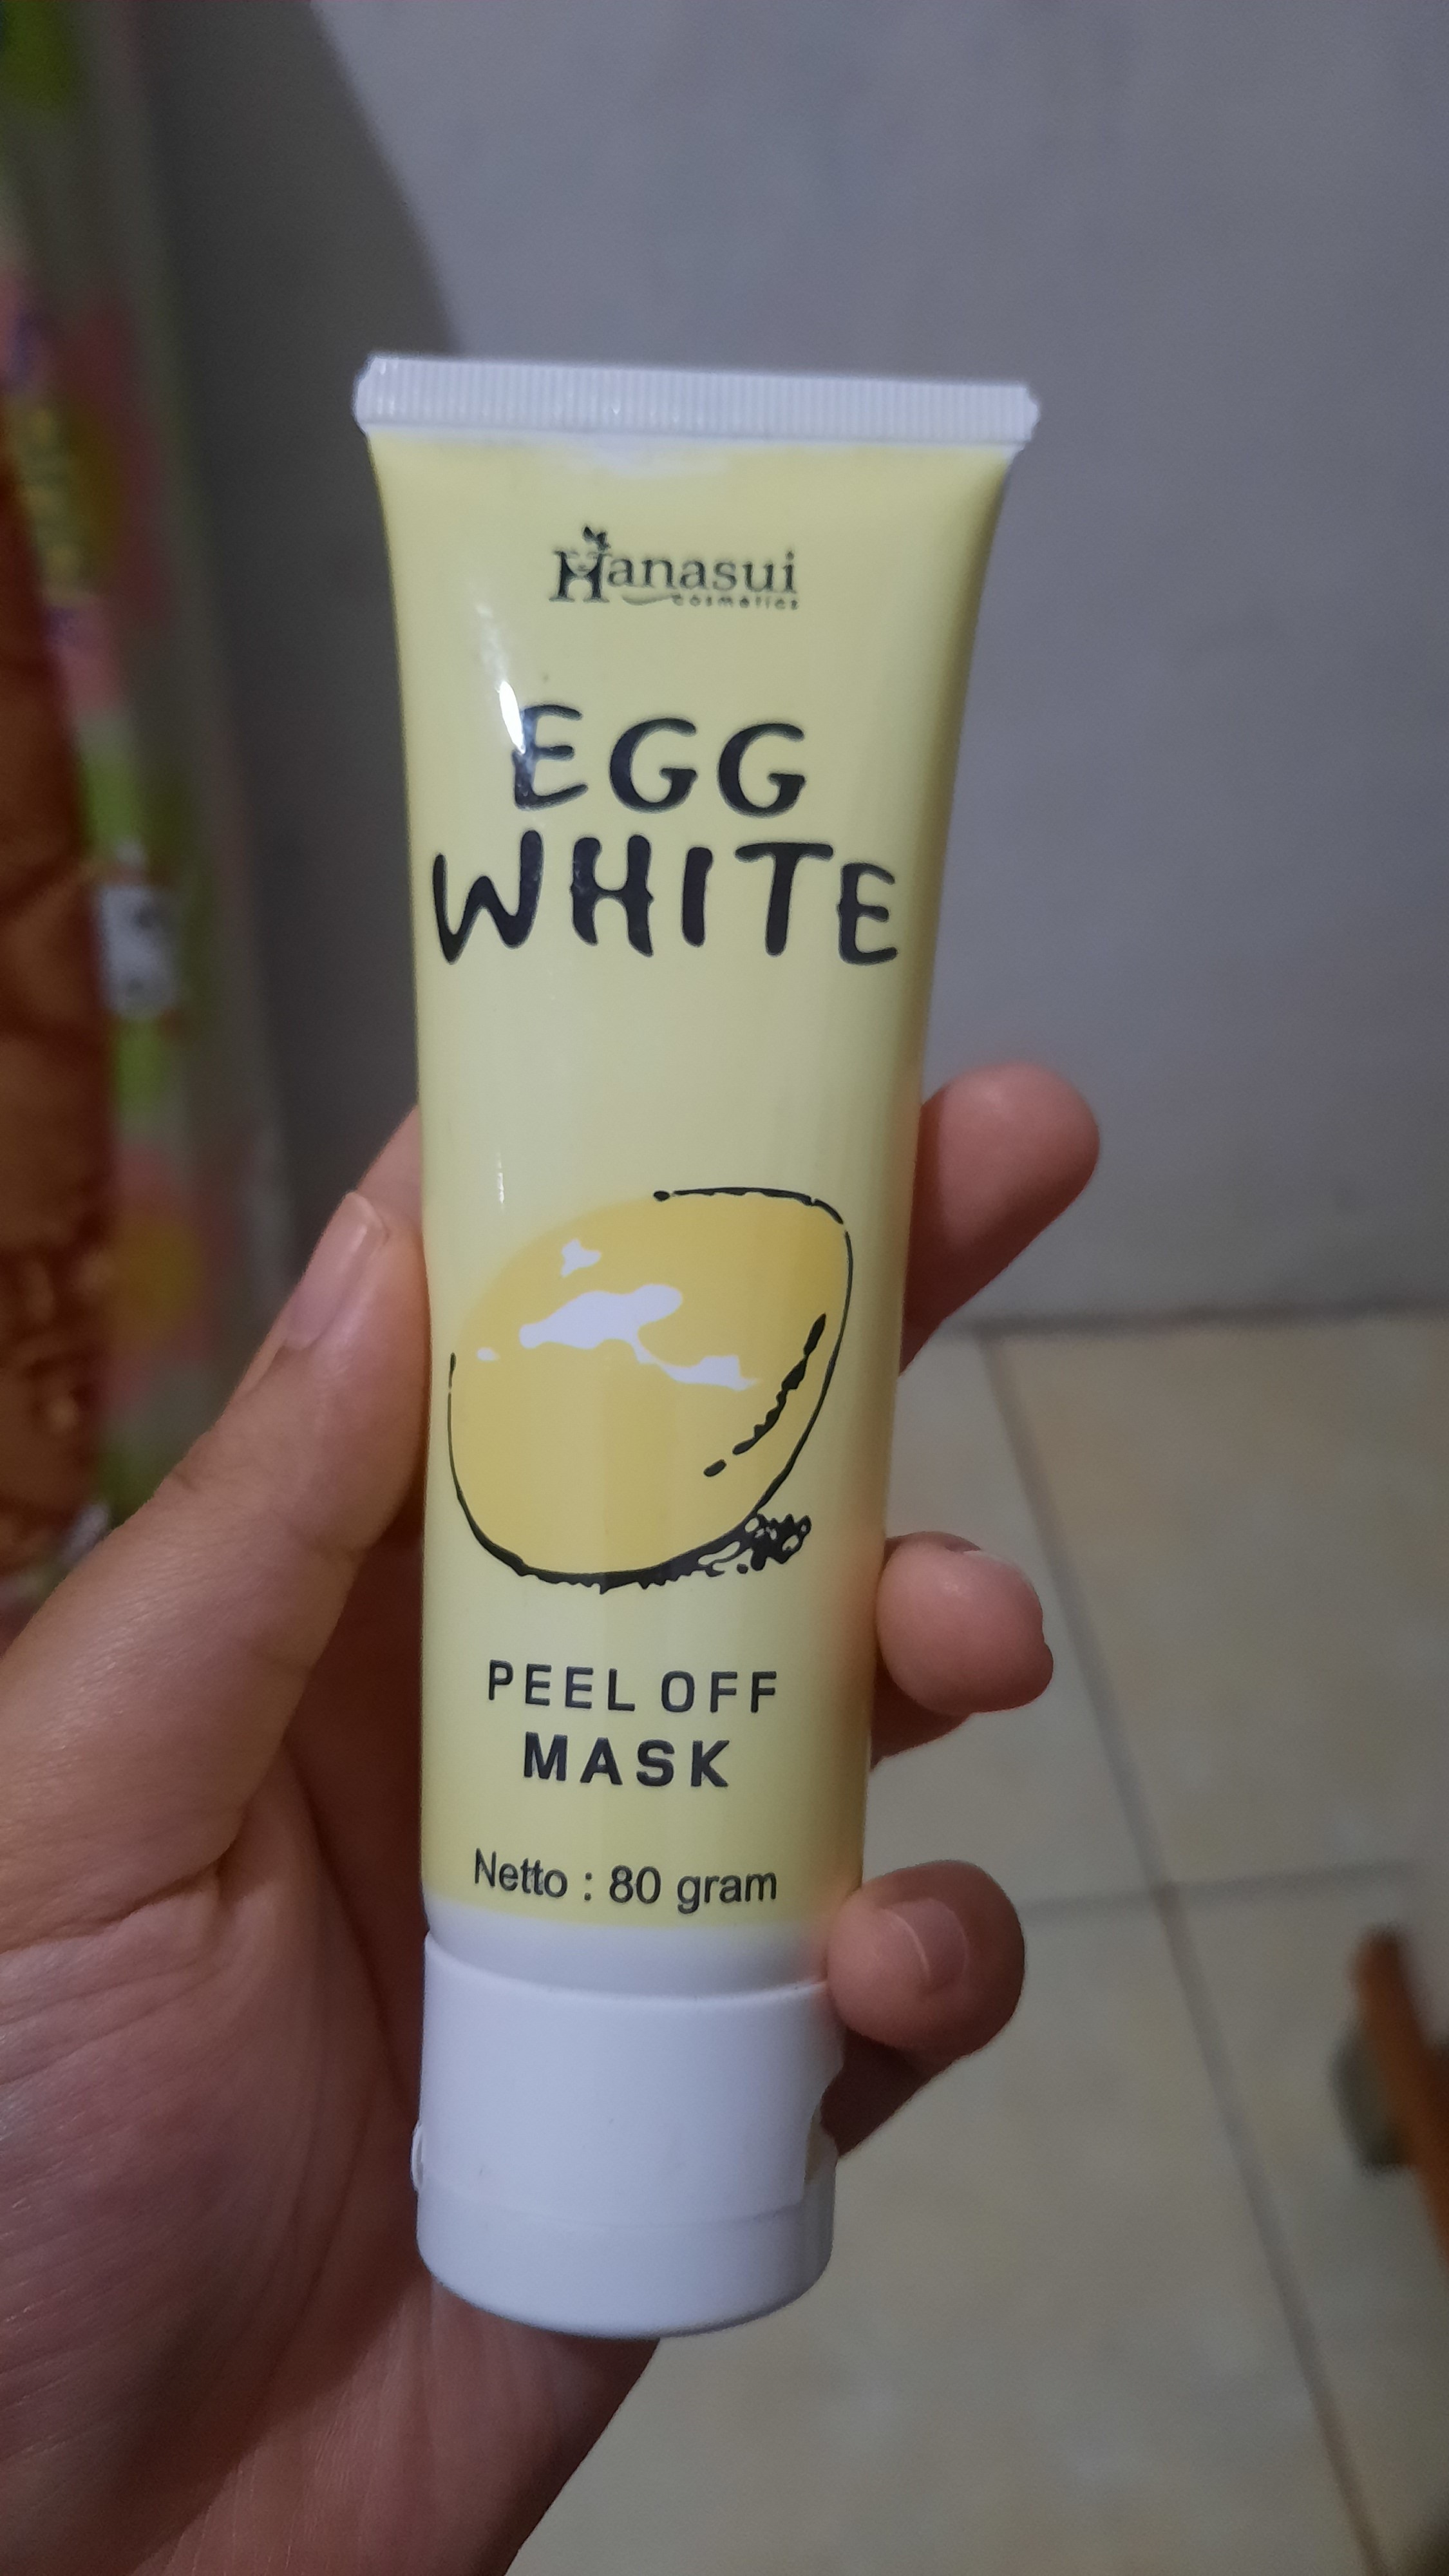 Hanasui
cosmetics
EGG
WHITE
PEEL OFF
MASK
Netto : 80 gram